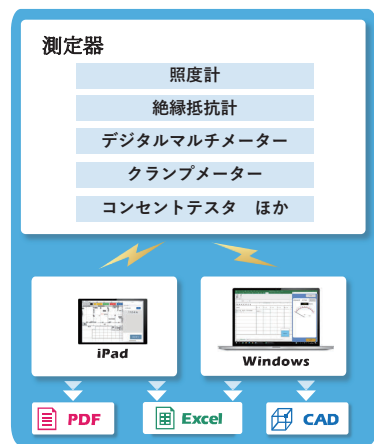 測定器
照度計
絶縁抵抗計
デジタルマルチメーター
クランプメーター
コンセントテスタ　ほか
iPad
Windows
PDF
Excel
CAD